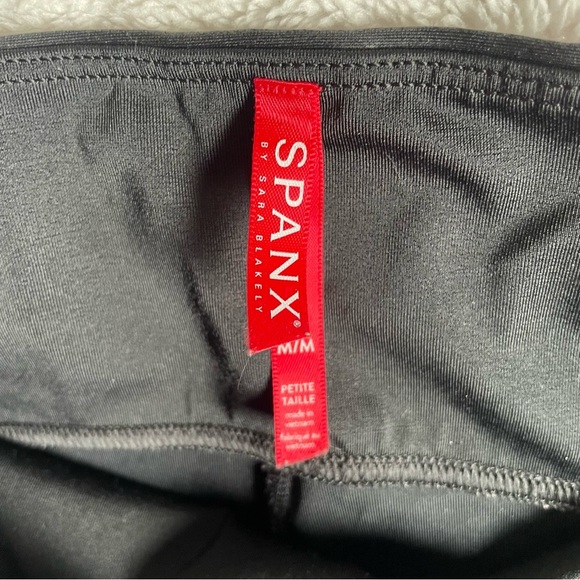 SPANX®
BY SARA BLAKELY
M/M
PETITE
TAILLE
made in
vietnam
fabriqué au
vietnam